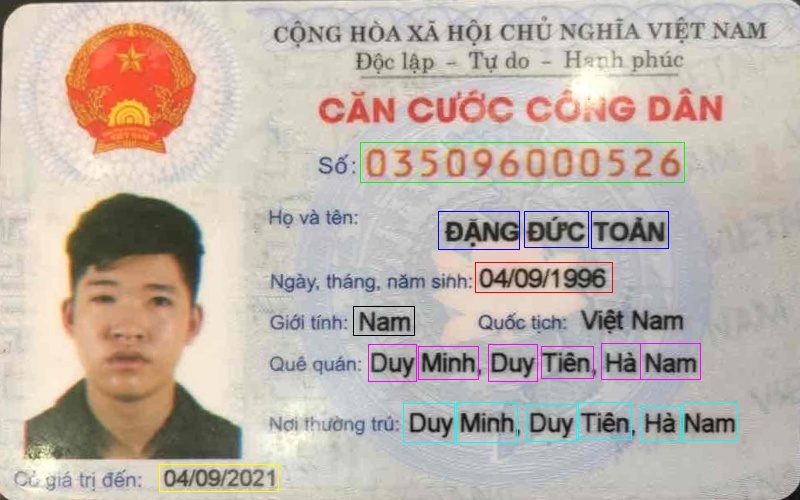 CỘNG HÒA XÃ HỘI CHỦ NGHĨA VIỆT NAM
Độc lập – Tự do – Hạnh phúc
CĂN CƯỚC CÔNG DÂN
Số: 035096000526
Họ và tên: ĐẶNG ĐỨC TOẢN
Ngày, tháng, năm sinh: 04/09/1996
Giới tính: Nam Quốc tịch: Việt Nam
Quê quán: Duy Minh, Duy Tiên, Hà Nam
Nơi thường trú: Duy Minh, Duy Tiên, Hà Nam
Có giá trị đến: 04/09/2021